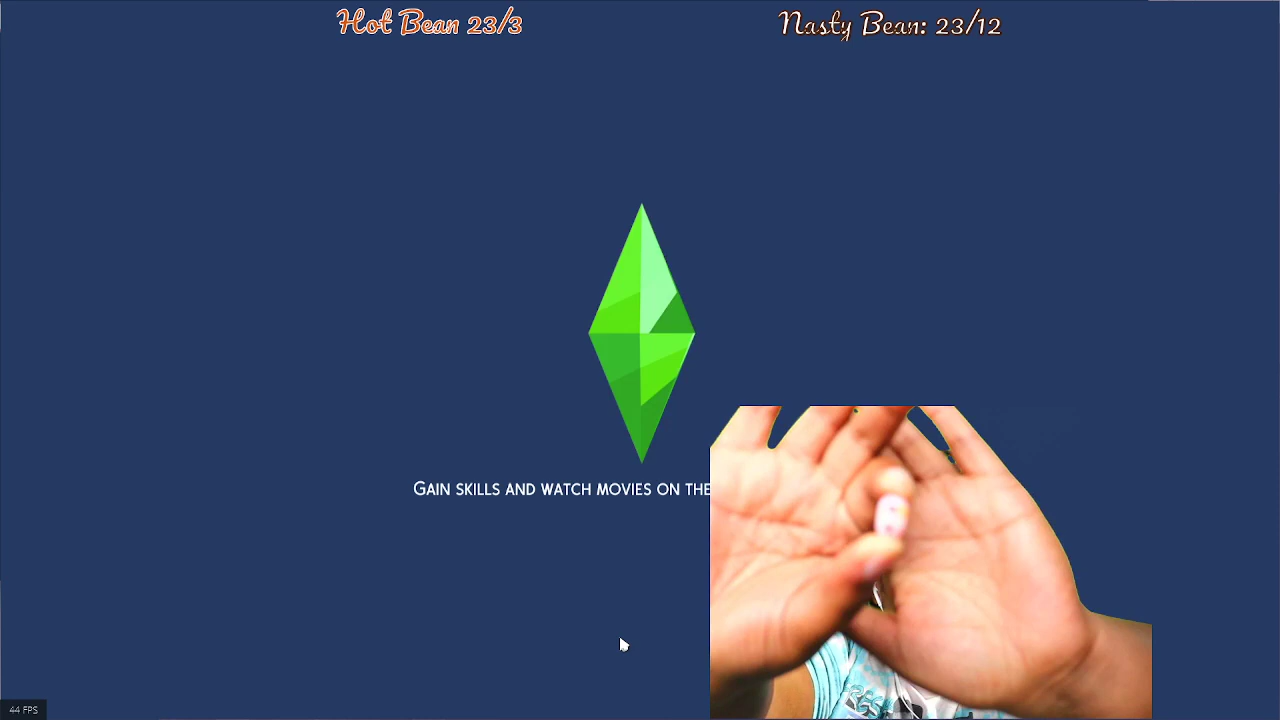 Hot Bean 23/3
Nasty Bean: 23/12
GAIN SKILLS AND WATCH MOVIES ON THE
44 FPS